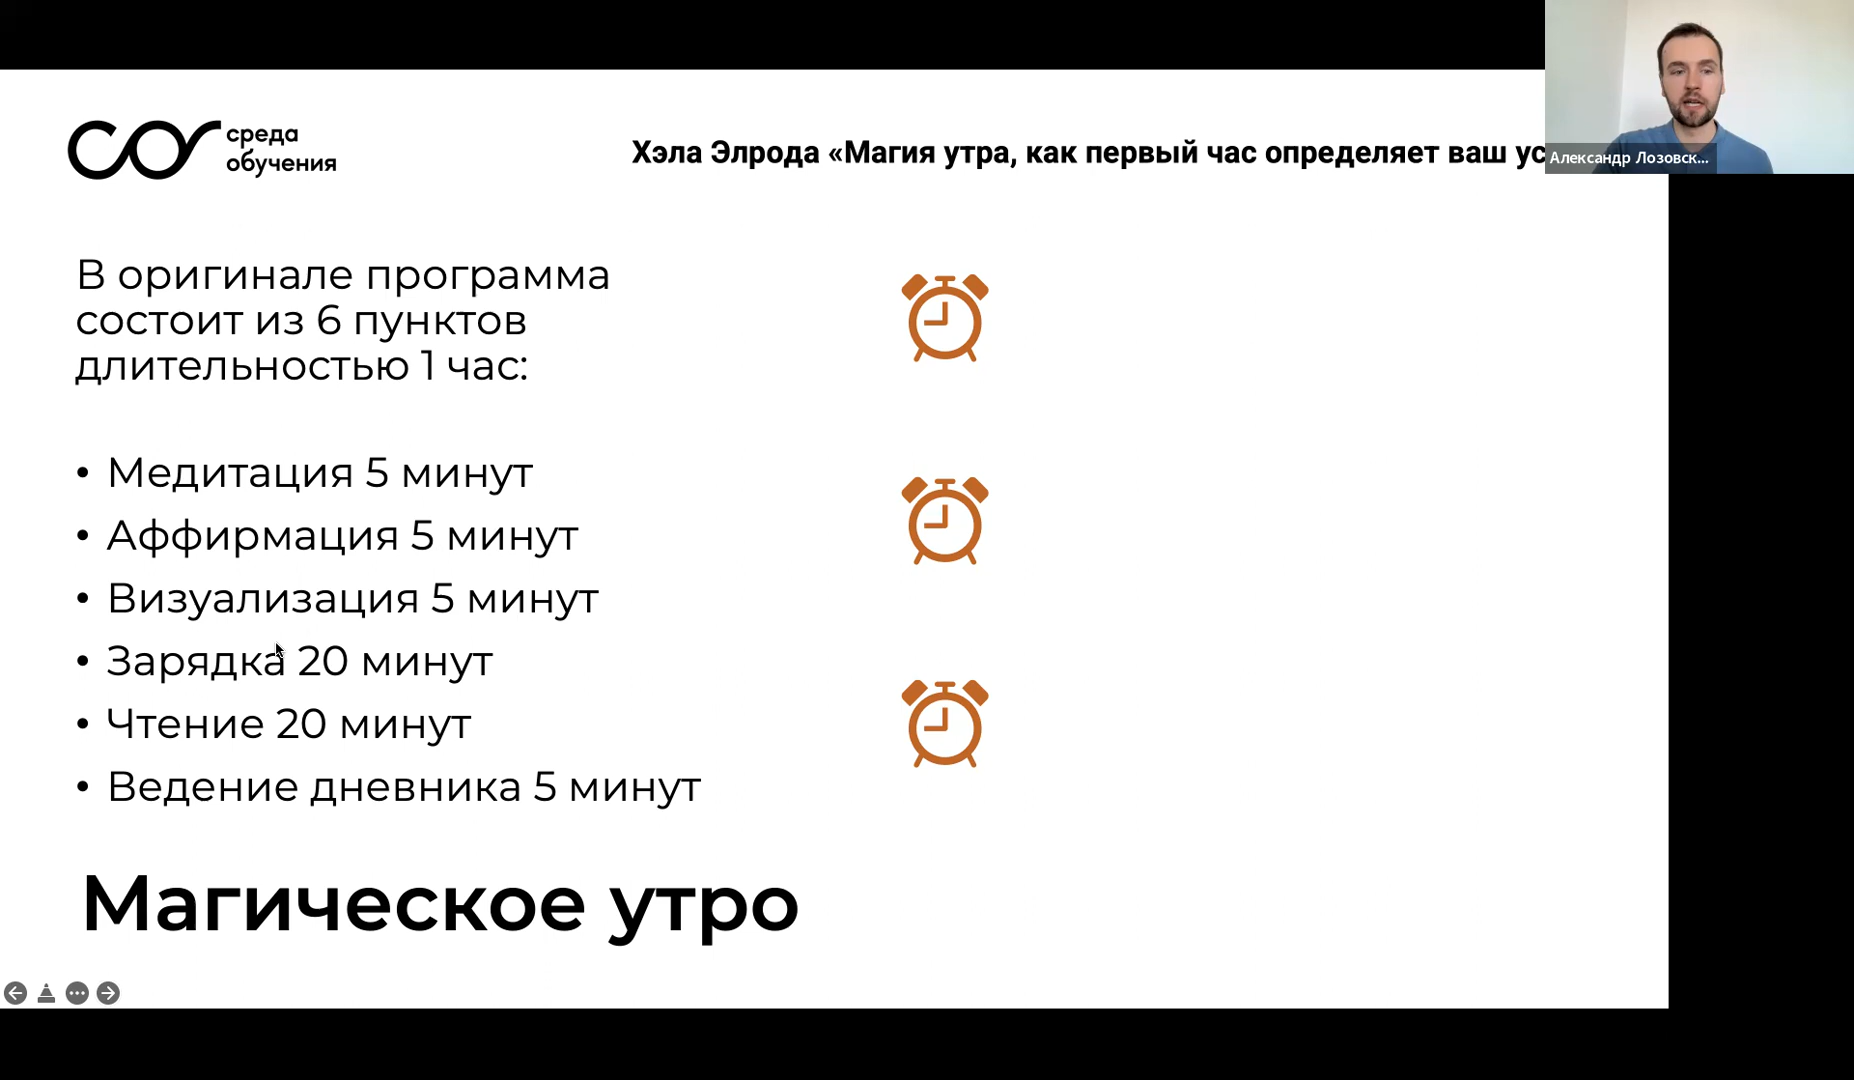 среда
обучения
Хэла Элрода «Магия утра, как первый час определяет ваш ус
Александр Лозовск...
В оригинале программа
состоит из 6 пунктов
длительностью 1 час:
• Медитация 5 минут
• Аффирмация 5 минут
• Визуализация 5 минут
• Зарядка 20 минут
• Чтение 20 минут
• Ведение дневника 5 минут
Магическое утро